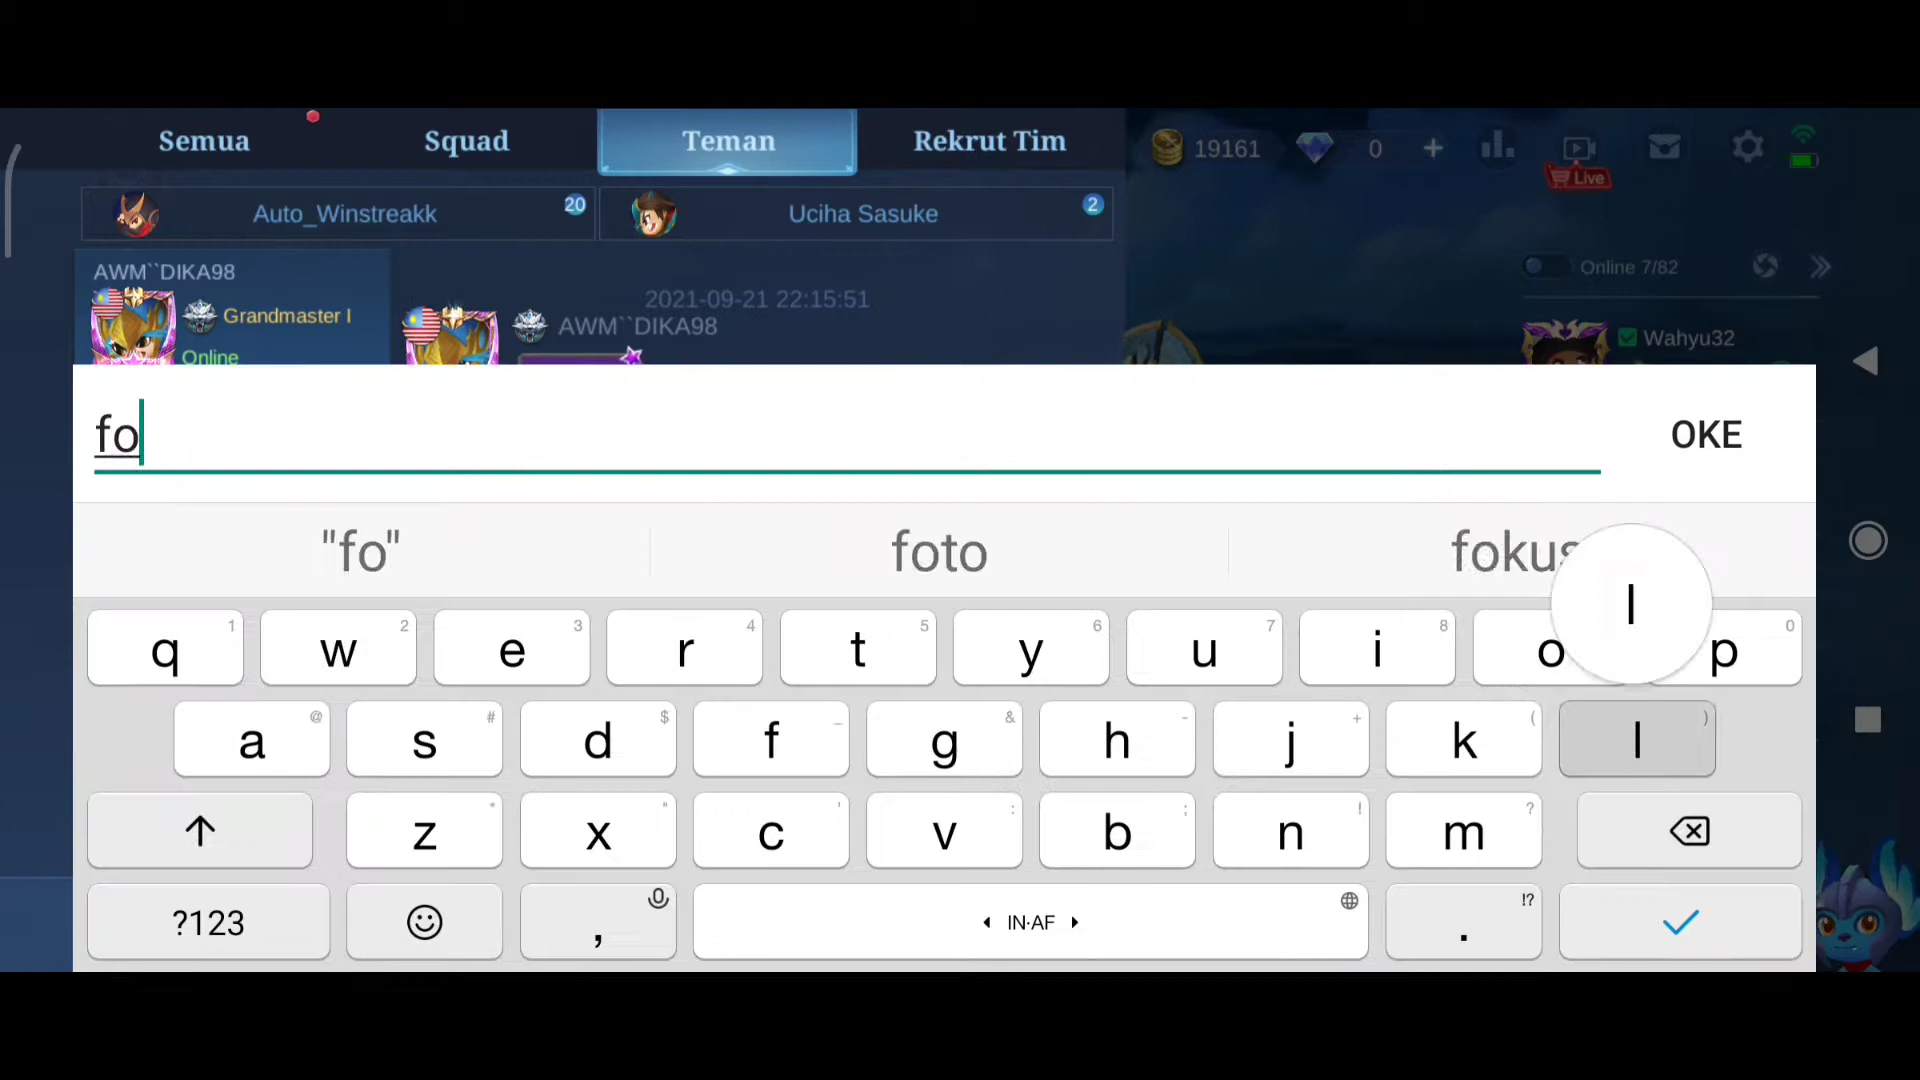 Semua Squad Teman Rekrut Tim
19161 0 +
Live
Auto_Winstreakk 20 Uciha Sasuke 2
AWM``DIKA98
Grandmaster I
Online
2021-09-21 22:15:51
AWM``DIKA98
Online 7/82
Wahyu32
fo
OKE
"fo" foto fokus
l
q 1 w 2 e 3 r 4 t 5 y 6 u 7 i 8 o p 0
a @ s # d $ f _ g & h - j + k ( l )
z * x " c ' v : b ; n ! m ?
?123 , IN·AF . !?